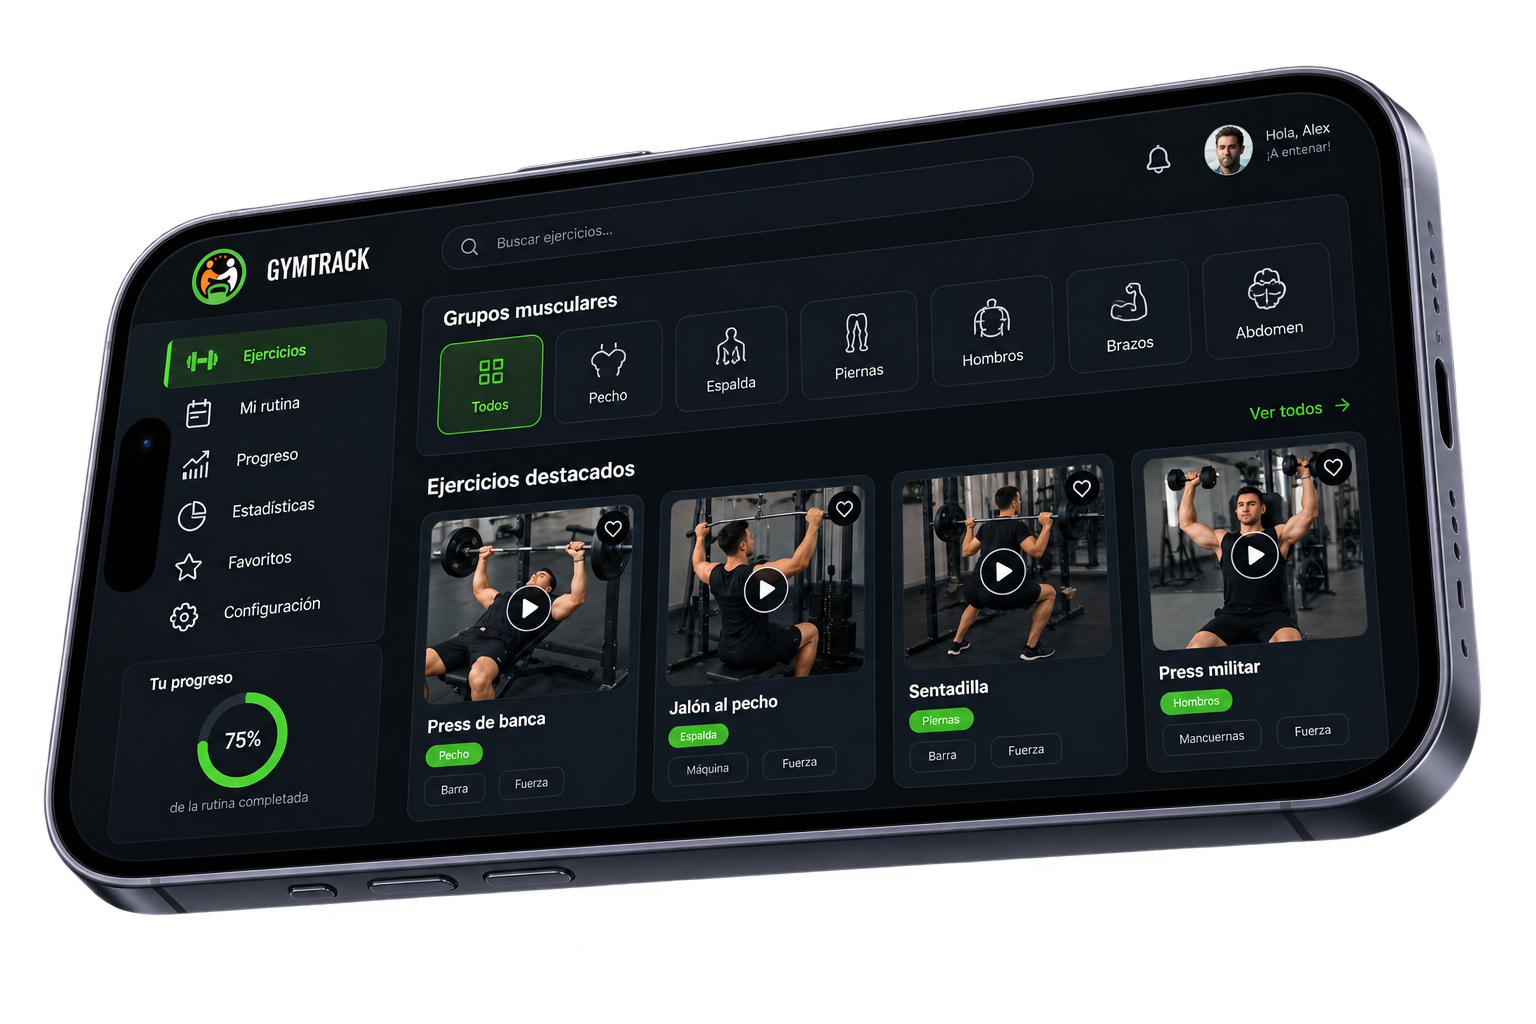 GYMTRACK
Buscar ejercicios...
Hola, Alex
¡A entenar!
Ejercicios
Mi rutina
Progreso
Estadísticas
Favoritos
Configuración
Tu progreso
75%
de la rutina completada
Grupos musculares
Todos
Pecho
Espalda
Piernas
Hombros
Brazos
Abdomen
Ejercicios destacados
Ver todos
Press de banca
Pecho
Barra
Fuerza
Jalón al pecho
Espalda
Máquina
Fuerza
Sentadilla
Piernas
Barra
Fuerza
Press militar
Hombros
Mancuernas
Fuerza